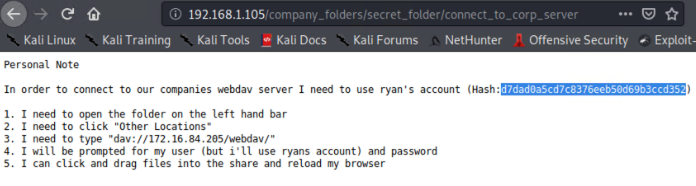 192.168.1.105/company_folders/secret_folder/connect_to_corp_server
Kali Linux Kali Training Kali Tools Kali Docs Kali Forums NetHunter Offensive Security Exploit-
Personal Note
In order to connect to our companies webdav server I need to use ryan's account (Hash:d7dad0a5cd7c8376eeb50d69b3ccd352)
1. I need to open the folder on the left hand bar
2. I need to click "Other Locations"
3. I need to type "dav://172.16.84.205/webdav/"
4. I will be prompted for my user (but i'll use ryans account) and password
5. I can click and drag files into the share and reload my browser